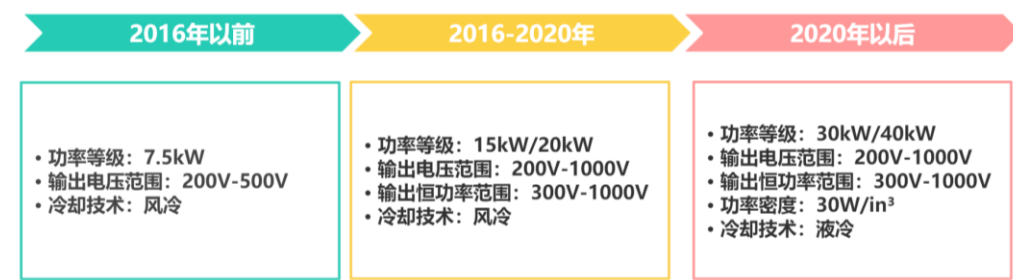 2016年以前
2016-2020年
2020年以后
• 功率等级：7.5kW
• 输出电压范围：200V-500V
• 冷却技术：风冷
• 功率等级：15kW/20kW
• 输出电压范围：200V-1000V
• 输出恒功率范围：300V-1000V
• 冷却技术：风冷
• 功率等级：30kW/40kW
• 输出电压范围：200V-1000V
• 输出恒功率范围：300V-1000V
• 功率密度：30W/in³
• 冷却技术：液冷